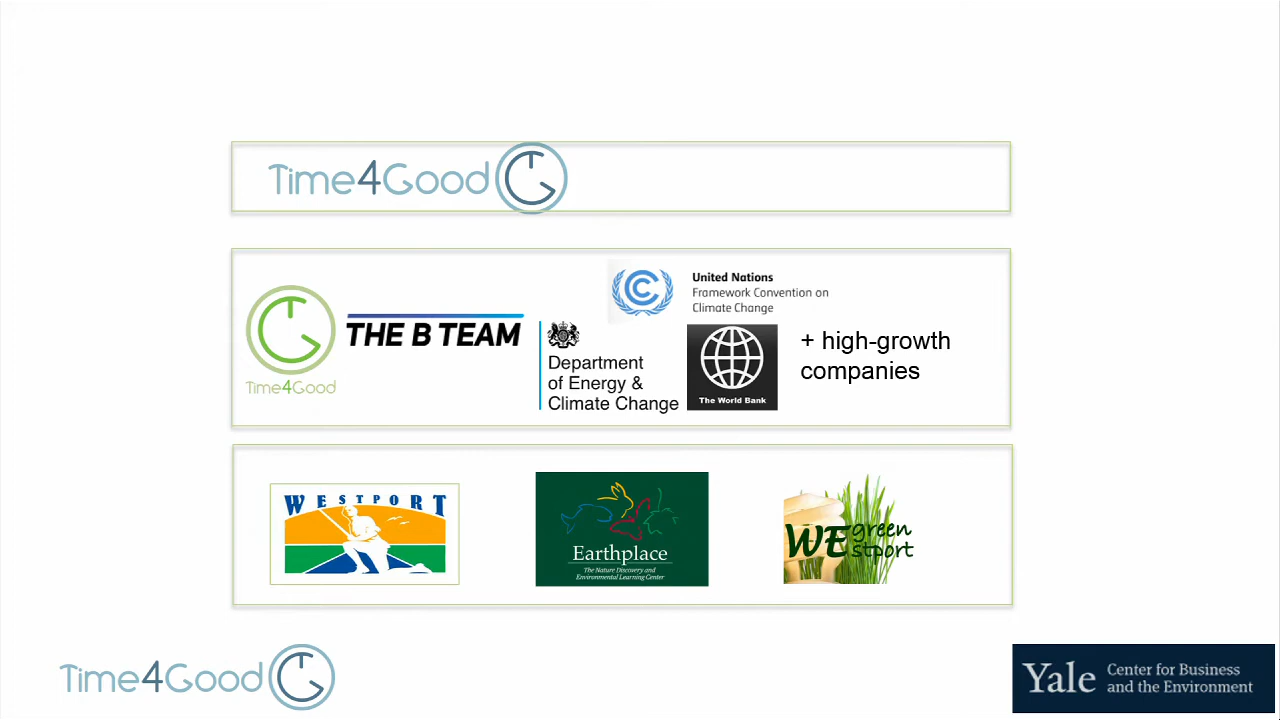 Time4Good
United Nations
Framework Convention on
Climate Change
THE B TEAM
Time4Good
Department
of Energy &
Climate Change
The World Bank
+ high-growth
companies
WESTPORT
Earthplace
The Nature Discovery and
Environmental Learning Center
WE green
stport
Time4Good
Yale Center for Business
and the Environment